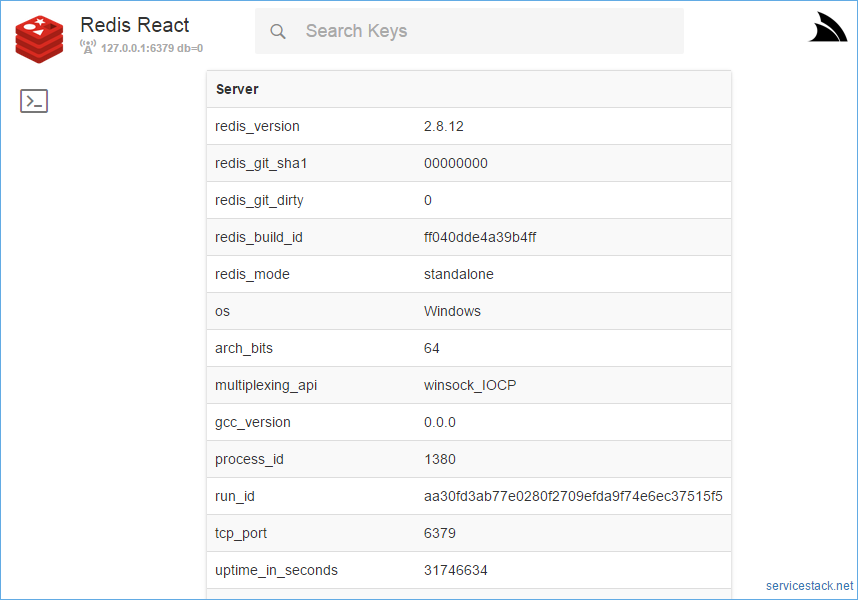 Redis React
127.0.0.1:6379 db=0
Search Keys
Server
redis_version 2.8.12
redis_git_sha1 00000000
redis_git_dirty 0
redis_build_id ff040dde4a39b4ff
redis_mode standalone
os Windows
arch_bits 64
multiplexing_api winsock_IOCP
gcc_version 0.0.0
process_id 1380
run_id aa30fd3ab77e0280f2709efda9f74e6ec37515f5
tcp_port 6379
uptime_in_seconds 31746634
servicestack.net